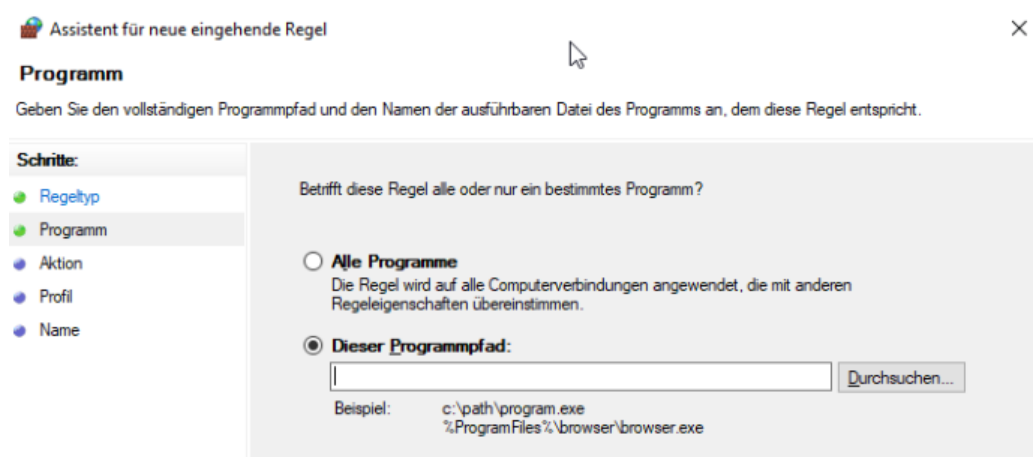 Assistent für neue eingehende Regel
Programm
Geben Sie den vollständigen Programmpfad und den Namen der ausführbaren Datei des Programms an, dem diese Regel entspricht.
Schritte:
Regeltyp
Programm
Aktion
Profil
Name
Betrifft diese Regel alle oder nur ein bestimmtes Programm?
Alle Programme
Die Regel wird auf alle Computerverbindungen angewendet, die mit anderen
Regeleigenschaften übereinstimmen.
Dieser Programmpfad:
Durchsuchen...
Beispiel: c:\path\program.exe
%ProgramFiles%\browser\browser.exe